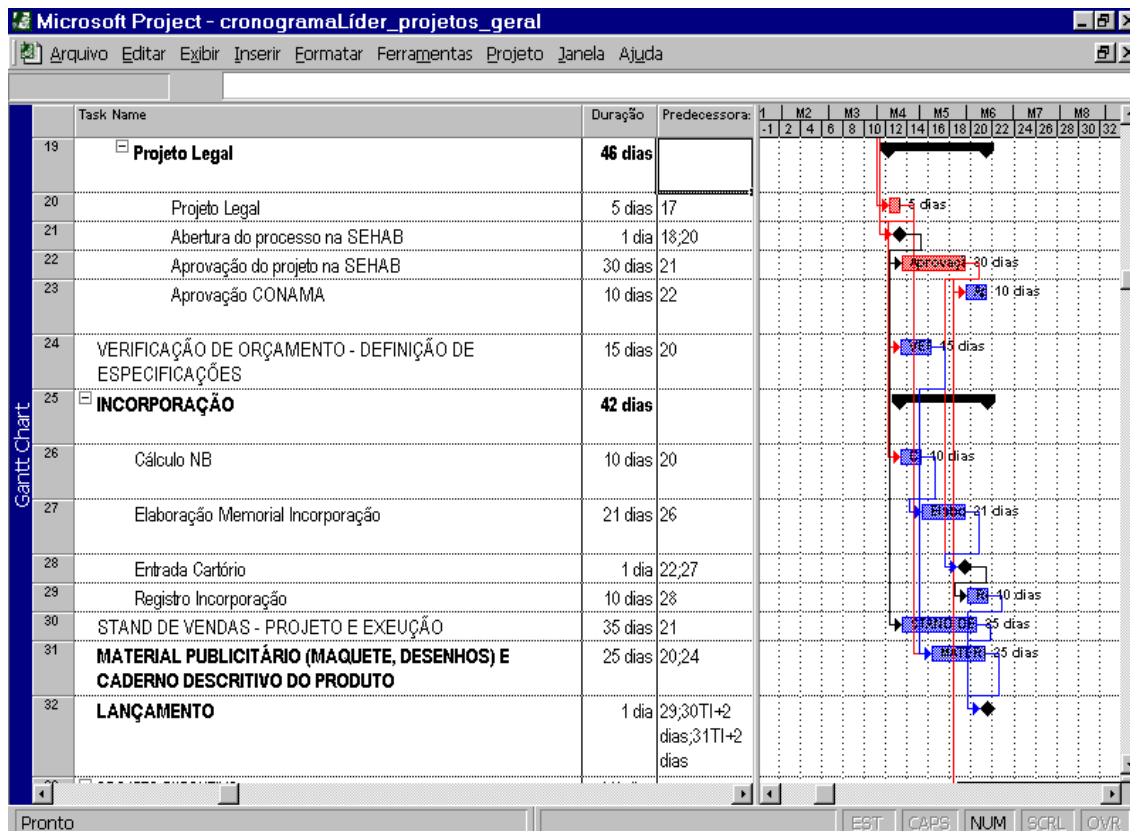 Microsoft Project - cronogramaLíder_projetos_geral
Arquivo Editar Exibir Inserir Formatar Ferramentas Projeto Janela Ajuda
Task Name Duração Predecessora: 1 M2 M3 M4 M5 M6 M7 M8
-1 2 4 6 8 10 12 14 16 18 20 22 24 26 28 30 32
19 Projeto Legal 46 dias
20 Projeto Legal 5 dias 17 5 dias
21 Abertura do processo na SEHAB 1 dia 18;20
22 Aprovação do projeto na SEHAB 30 dias 21 Aprovaçã 30 dias
23 Aprovação CONAMA 10 dias 22 10 dias
24 VERIFICAÇÃO DE ORÇAMENTO - DEFINIÇÃO DE 15 dias 20 VEI 15 dias
ESPECIFICAÇÕES
25 INCORPORAÇÃO 42 dias
Gantt Chart
26 Cálculo NB 10 dias 20 10 dias
27 Elaboração Memorial Incorporação 21 dias 26 Elabo 21 dias
28 Entrada Cartório 1 dia 22;27
29 Registro Incorporação 10 dias 28 R 10 dias
30 STAND DE VENDAS - PROJETO E EXEUÇÃO 35 dias 21 STAND DE 35 dias
31 MATERIAL PUBLICITÁRIO (MAQUETE, DESENHOS) E 25 dias 20;24 MATER 25 dias
CADERNO DESCRITIVO DO PRODUTO
32 LANÇAMENTO 1 dia 29;30TI+2
dias;31TI+2
dias
Pronto EST CAPS NUM SCRL OVR